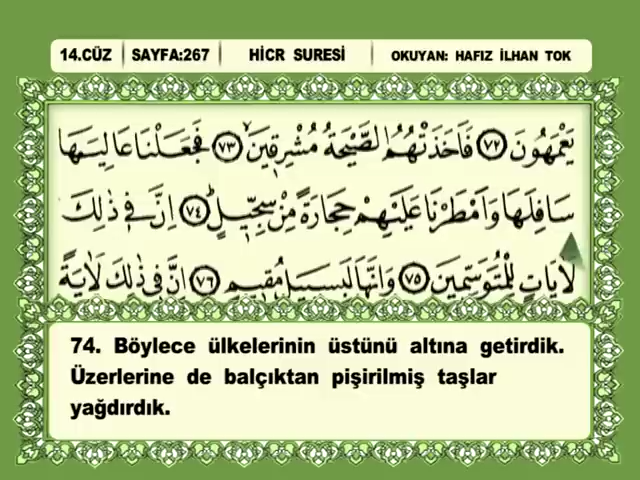 14.CÜZ SAYFA:267 HİCR SURESİ OKUYAN: HAFIZ İLHAN TOK
يَعْمَهُونَ ﴿٧٢﴾ فَاَخَذَتْهُمُ الصَّيْحَةُ مُشْرِقِينَۙ ﴿٧٣﴾ فَجَعَلْنَا عَالِيَهَا
سَافِلَهَا وَاَمْطَرْنَا عَلَيْهِمْ حِجَارَةً مِنْ سِجِّيلٍۜ ﴿٧٤﴾ اِنَّ فِي ذٰلِكَ
لَاٰيَاتٍ لِلْمُتَوَسِّمِينَ ﴿٧٥﴾ وَاِنَّهَا لَبِسَبِيلٍ مُقِيمٍ ﴿٧٦﴾ اِنَّ فِي ذٰلِكَ لَاٰيَةً
74. Böylece ülkelerinin üstünü altına getirdik.
Üzerlerine de balçıktan pişirilmiş taşlar
yağdırdık.